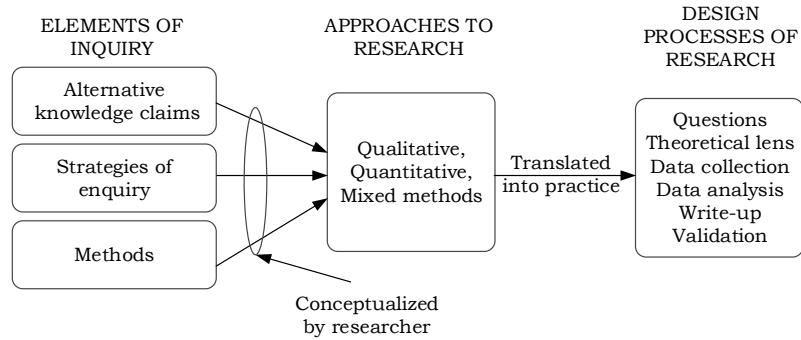 ELEMENTS OF
INQUIRY
Alternative
knowledge claims
Strategies of
enquiry
Methods
APPROACHES TO
RESEARCH
Qualitative,
Quantitative,
Mixed methods
Conceptualized
by researcher
Translated
into practice
DESIGN
PROCESSES OF
RESEARCH
Questions
Theoretical lens
Data collection
Data analysis
Write-up
Validation